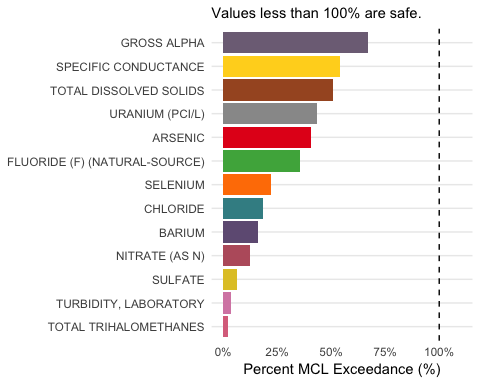 Values less than 100% are safe.
GROSS ALPHA
SPECIFIC CONDUCTANCE
TOTAL DISSOLVED SOLIDS
URANIUM (PCI/L)
ARSENIC
FLUORIDE (F) (NATURAL-SOURCE)
SELENIUM
CHLORIDE
BARIUM
NITRATE (AS N)
SULFATE
TURBIDITY, LABORATORY
TOTAL TRIHALOMETHANES
0% 25% 50% 75% 100%
Percent MCL Exceedance (%)